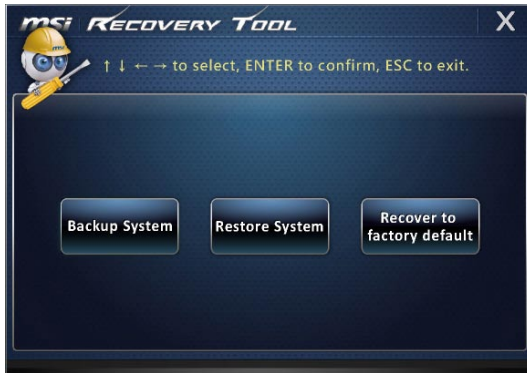 msi RECOVERY TOOL X
↑ ↓ ← → to select, ENTER to confirm, ESC to exit.
Backup System
Restore System
Recover to
factory default